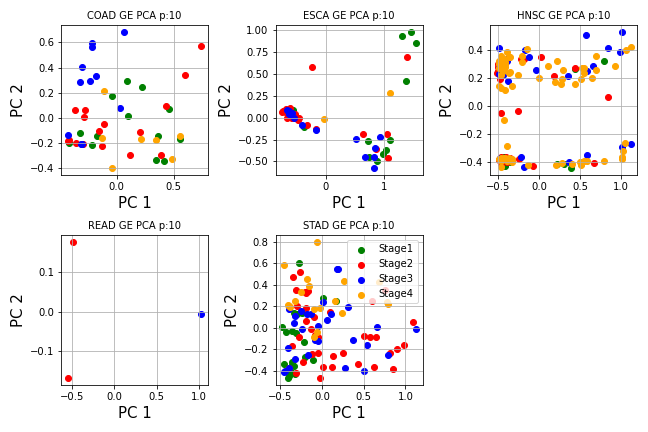 COAD GE PCA p:10
ESCA GE PCA p:10
HNSC GE PCA p:10
PC 2
0.6
0.4
0.2
0.0
−0.2
−0.4
0.0
0.5
PC 1
PC 2
1.00
0.75
0.50
0.25
0.00
−0.25
−0.50
0
1
PC 1
PC 2
0.4
0.2
0.0
−0.2
−0.4
−0.5
0.0
0.5
1.0
PC 1
READ GE PCA p:10
STAD GE PCA p:10
PC 2
0.1
0.0
−0.1
−0.5
0.0
0.5
1.0
PC 1
PC 2
0.8
0.6
0.4
0.2
0.0
−0.2
−0.4
−0.5
0.0
0.5
1.0
PC 1
Stage1
Stage2
Stage3
Stage4